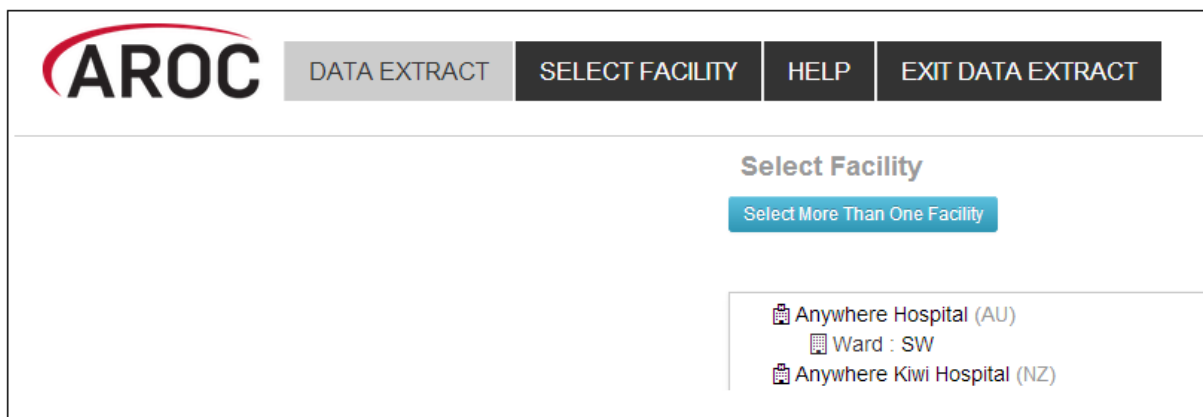 AROC DATA EXTRACT SELECT FACILITY HELP EXIT DATA EXTRACT
Select Facility
Select More Than One Facility
Anywhere Hospital (AU)
Ward : SW
Anywhere Kiwi Hospital (NZ)